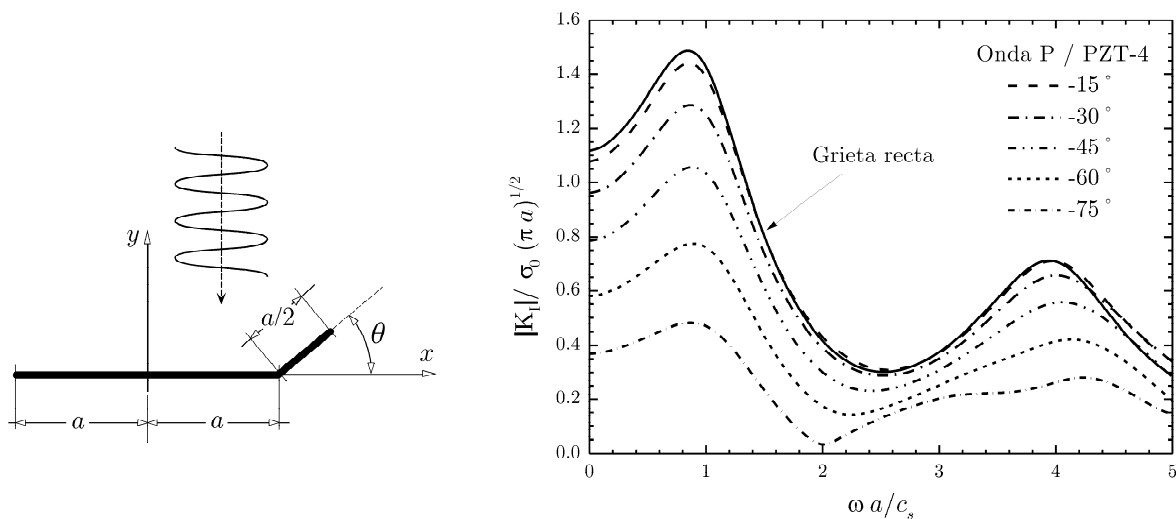 y
a/2
θ
x
a
a
Onda P / PZT-4
-15°
-30°
-45°
-60°
-75°
Grieta recta
|K_I| / σ_0 (π a)^{1/2}
1.6
1.4
1.2
1.0
0.8
0.6
0.4
0.2
0.0
0 1 2 3 4 5
ω a/c_s